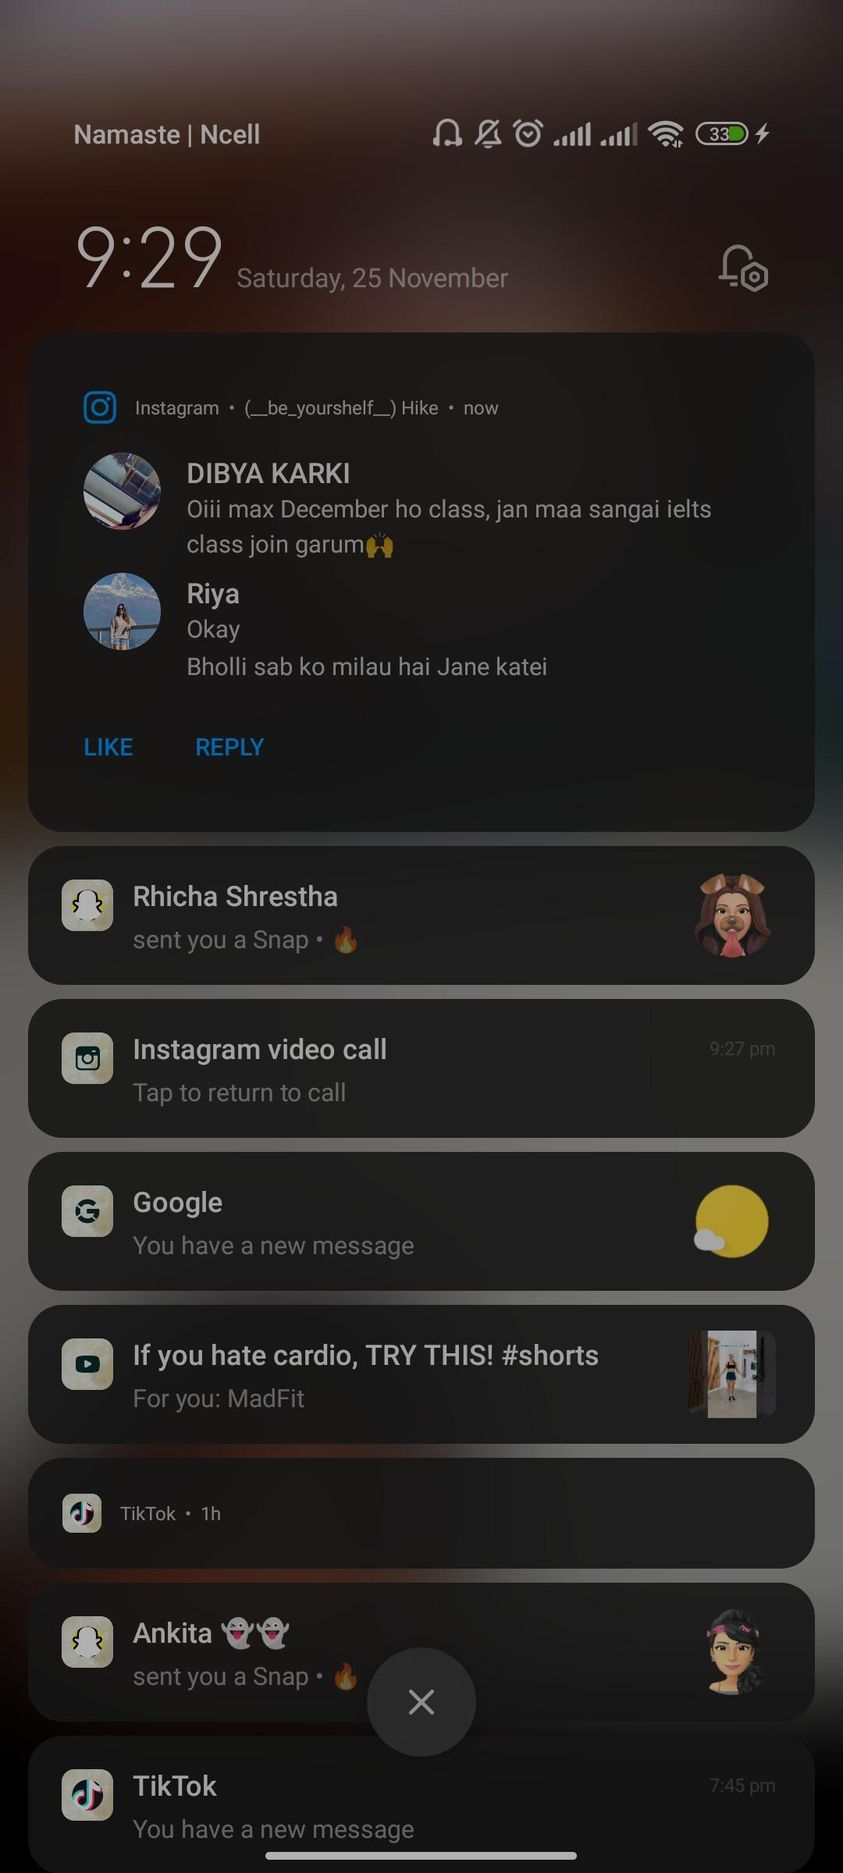 Namaste | Ncell
33
9:29 Saturday, 25 November
Instagram • (__be_yourshelf__) Hike • now
DIBYA KARKI
Oiii max December ho class, jan maa sangai ielts
class join garum🙌
Riya
Okay
Bholli sab ko milau hai Jane katei
LIKE REPLY
Rhicha Shrestha
sent you a Snap • 🔥
Instagram video call 9:27 pm
Tap to return to call
Google
You have a new message
If you hate cardio, TRY THIS! #shorts
For you: MadFit
TikTok • 1h
Ankita 👻👻
sent you a Snap • 🔥
TikTok 7:45 pm
You have a new message